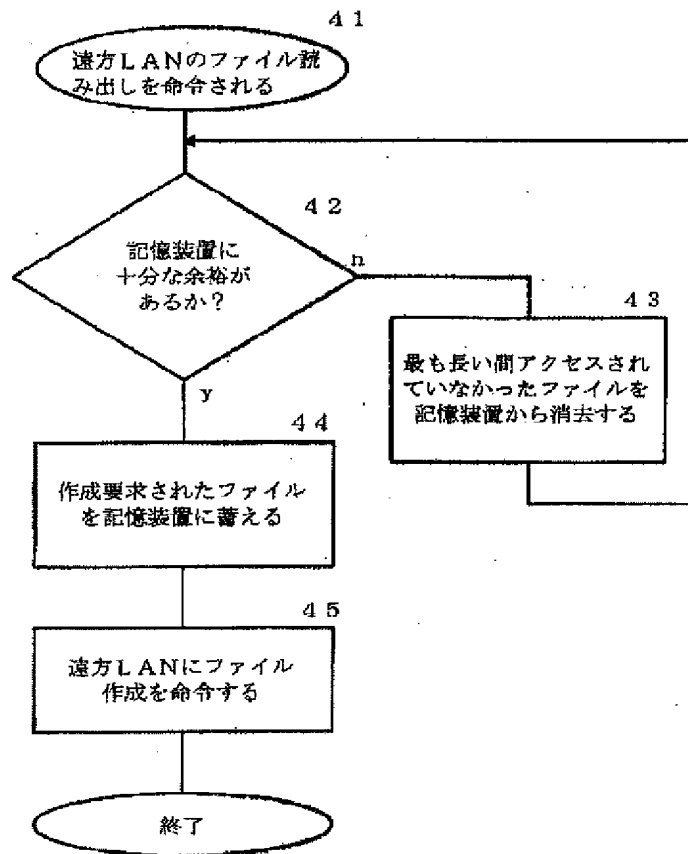 41
遠方LANのファイル読
み出しを命令される
42
記憶装置に
十分な余裕が
あるか?
n
y
43
最も長い間アクセスされ
ていなかったファイルを
記憶装置から消去する
44
作成要求されたファイル
を記憶装置に蓄える
45
遠方LANにファイル
作成を命令する
終了